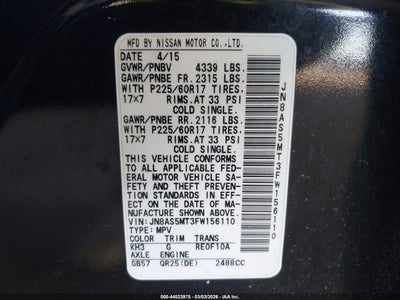 MFD BY NISSAN MOTOR CO.,LTD.
DATE 4/15
GVWR/PNBV 4339 LBS.
GAWR/PNBE FR. 2315 LBS.
WITH P225/60R17 TIRES.
17x7 RIMS.AT 33 PSI
COLD SINGLE.
GAWR/PNBE RR. 2116 LBS.
WITH P225/60R17 TIRES.
17x7 RIMS.AT 33 PSI
COLD SINGLE.
THIS VEHICLE CONFORMS
TO ALL APPLICABLE FED-
ERAL MOTOR VEHICLE SA-
FETY AND THEFT PREVEN-
TION STANDARDS IN EFF-
ECT ON THE DATE OF MA-
NUFACTURE SHOWN ABOVE.
VIN: JN8AS5MT3FW156110
TYPE: MPV
COLOR TRIM TRANS
KH3 G RE0F10A
AXLE ENGINE
GB57 QR25(DE) 2488CC
JN8AS5MT3FW156110
000-44523975 - 03/03/2026 - IAA